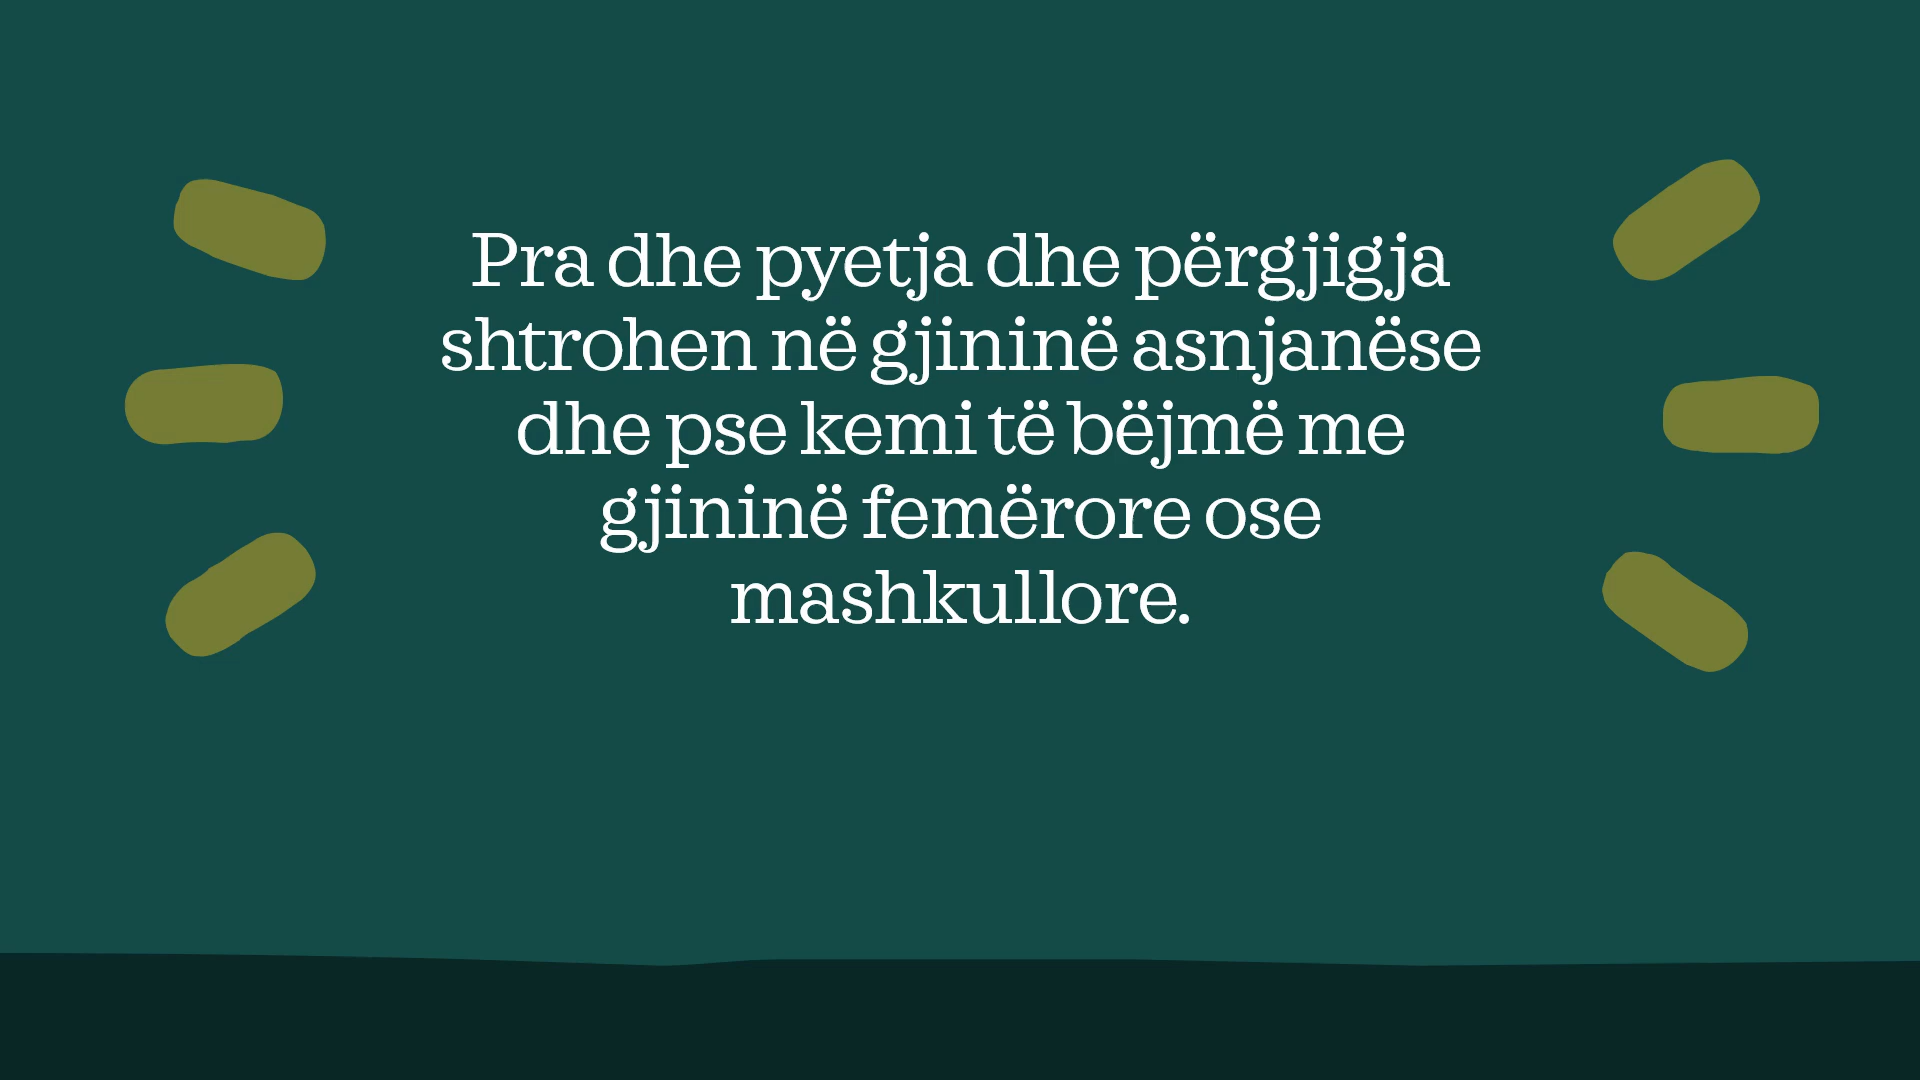 Pra dhe pyetja dhe përgjigja
shtrohen në gjininë asnjanëse
dhe pse kemi të bëjmë me
gjininë femërore ose
mashkullore.